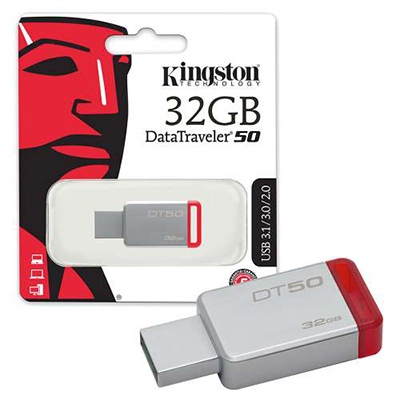 Kingston
TECHNOLOGY
32GB
DataTraveler 50
DT50
32GB
USB 3.1/3.0/2.0
DT50
32GB